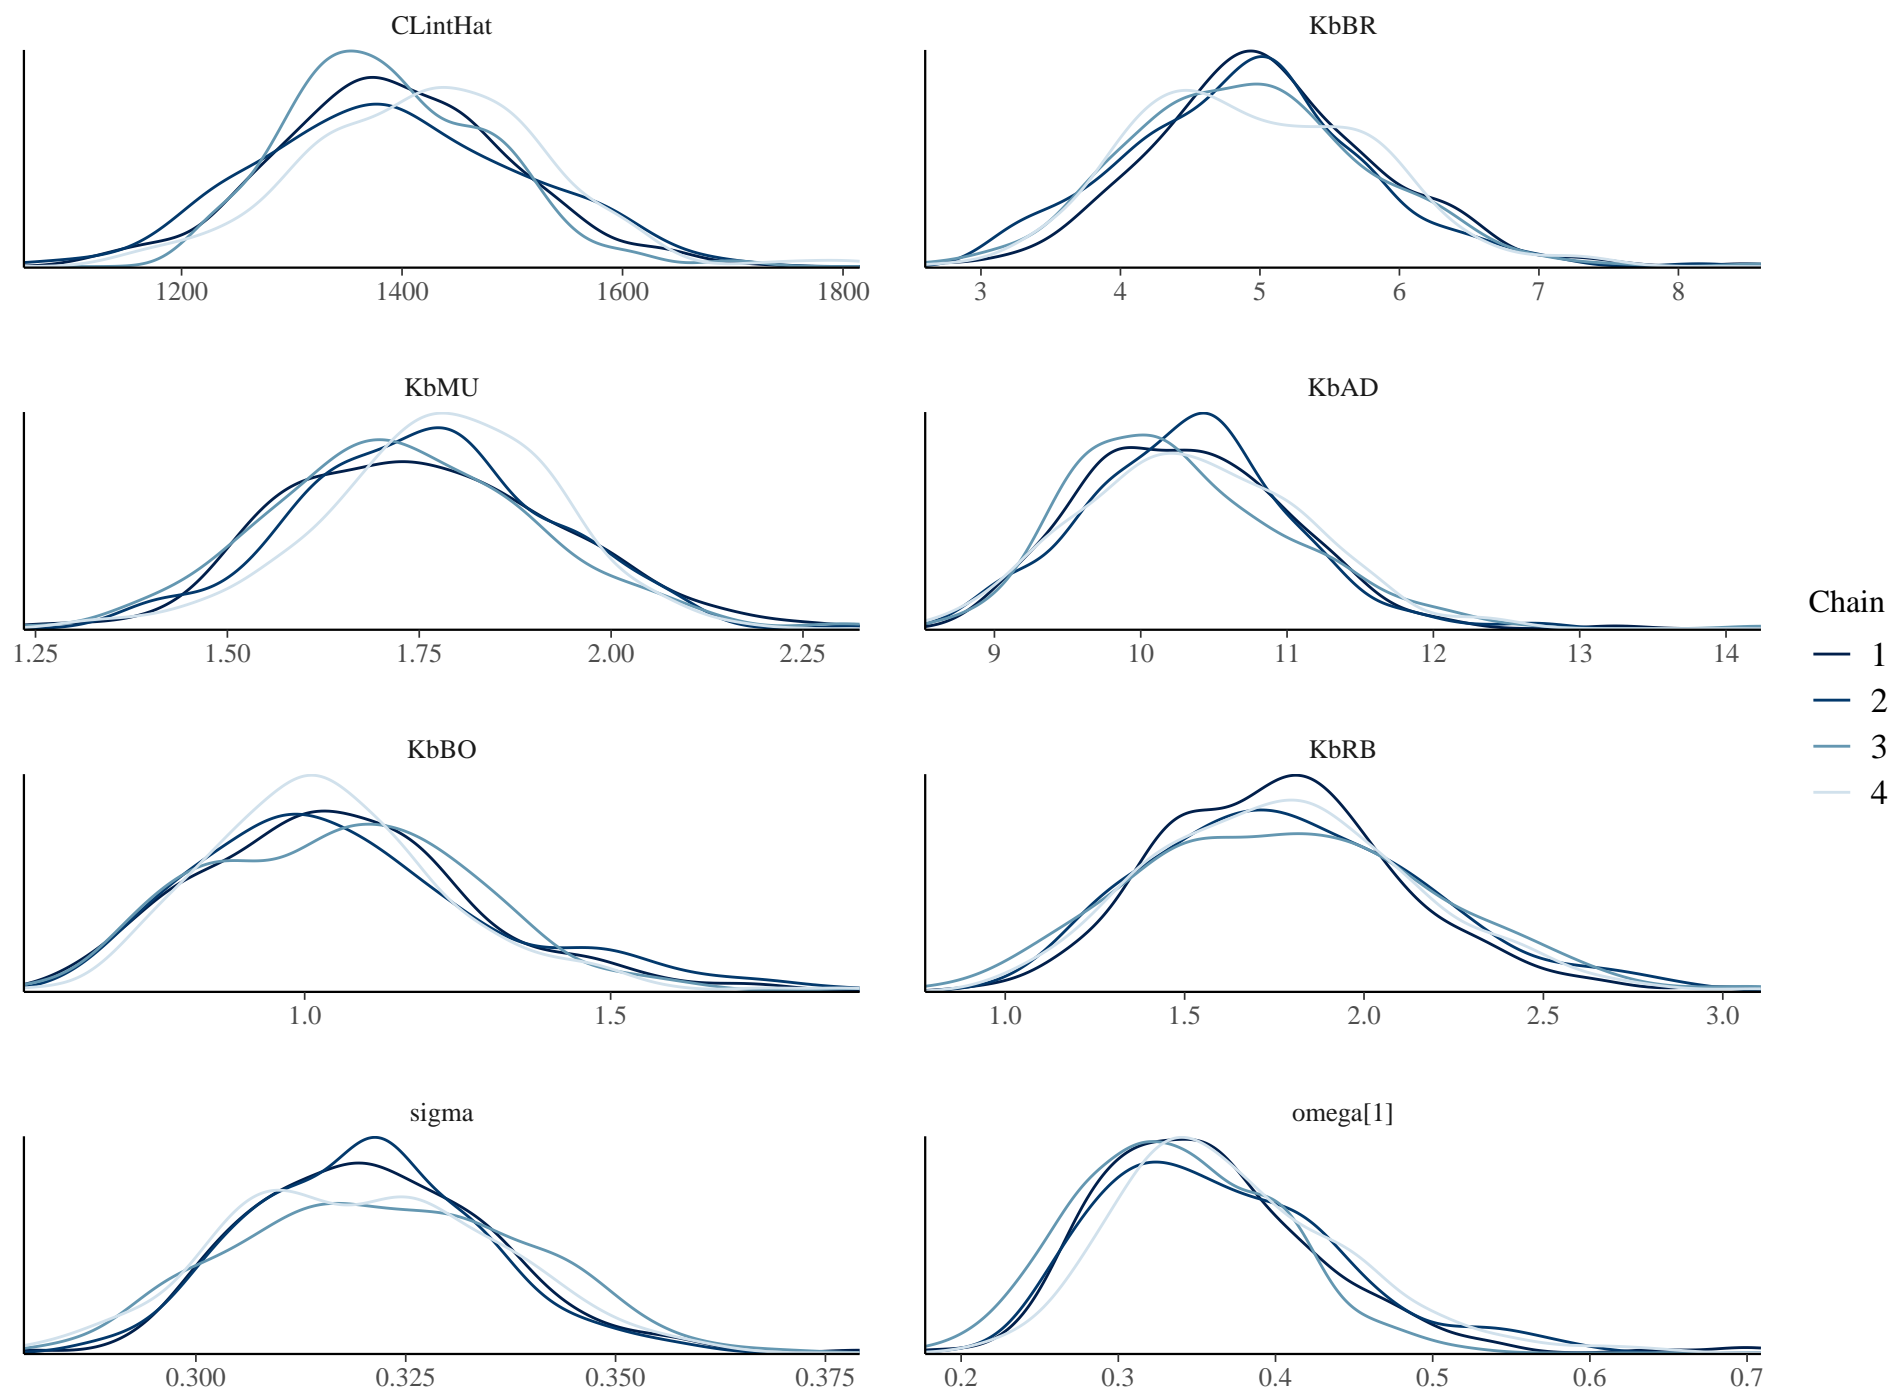 CLintHat
KbBR
1200 1400 1600 1800
3 4 5 6 7 8
KbMU
KbAD
1.25 1.50 1.75 2.00 2.25
9 10 11 12 13 14
Chain
1
2
3
4
KbBO
KbRB
1.0 1.5
1.0 1.5 2.0 2.5 3.0
sigma
omega[1]
0.300 0.325 0.350 0.375
0.2 0.3 0.4 0.5 0.6 0.7